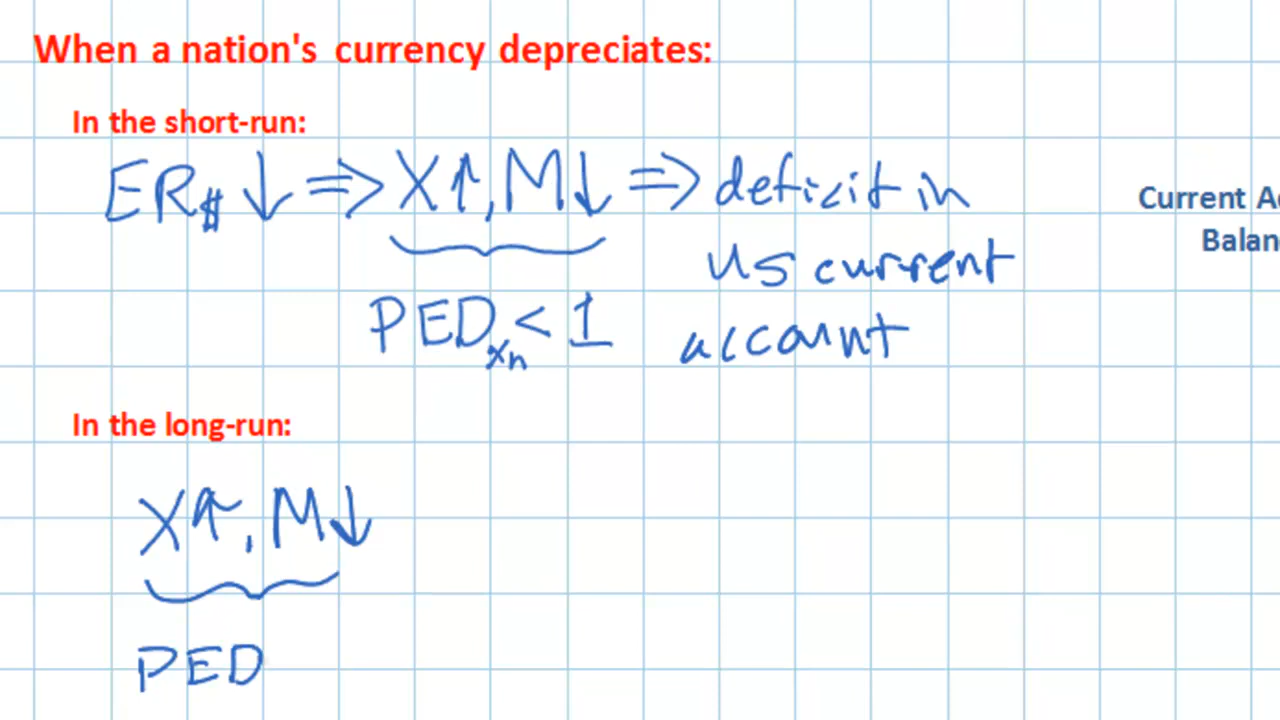 When a nation's currency depreciates:
In the short-run:
ER$ ↓ ⇒ X↑, M↓ ⇒ deficit in
US current
account
PEDxn < 1
Current A
Balan
In the long-run:
X↑, M↓
PED